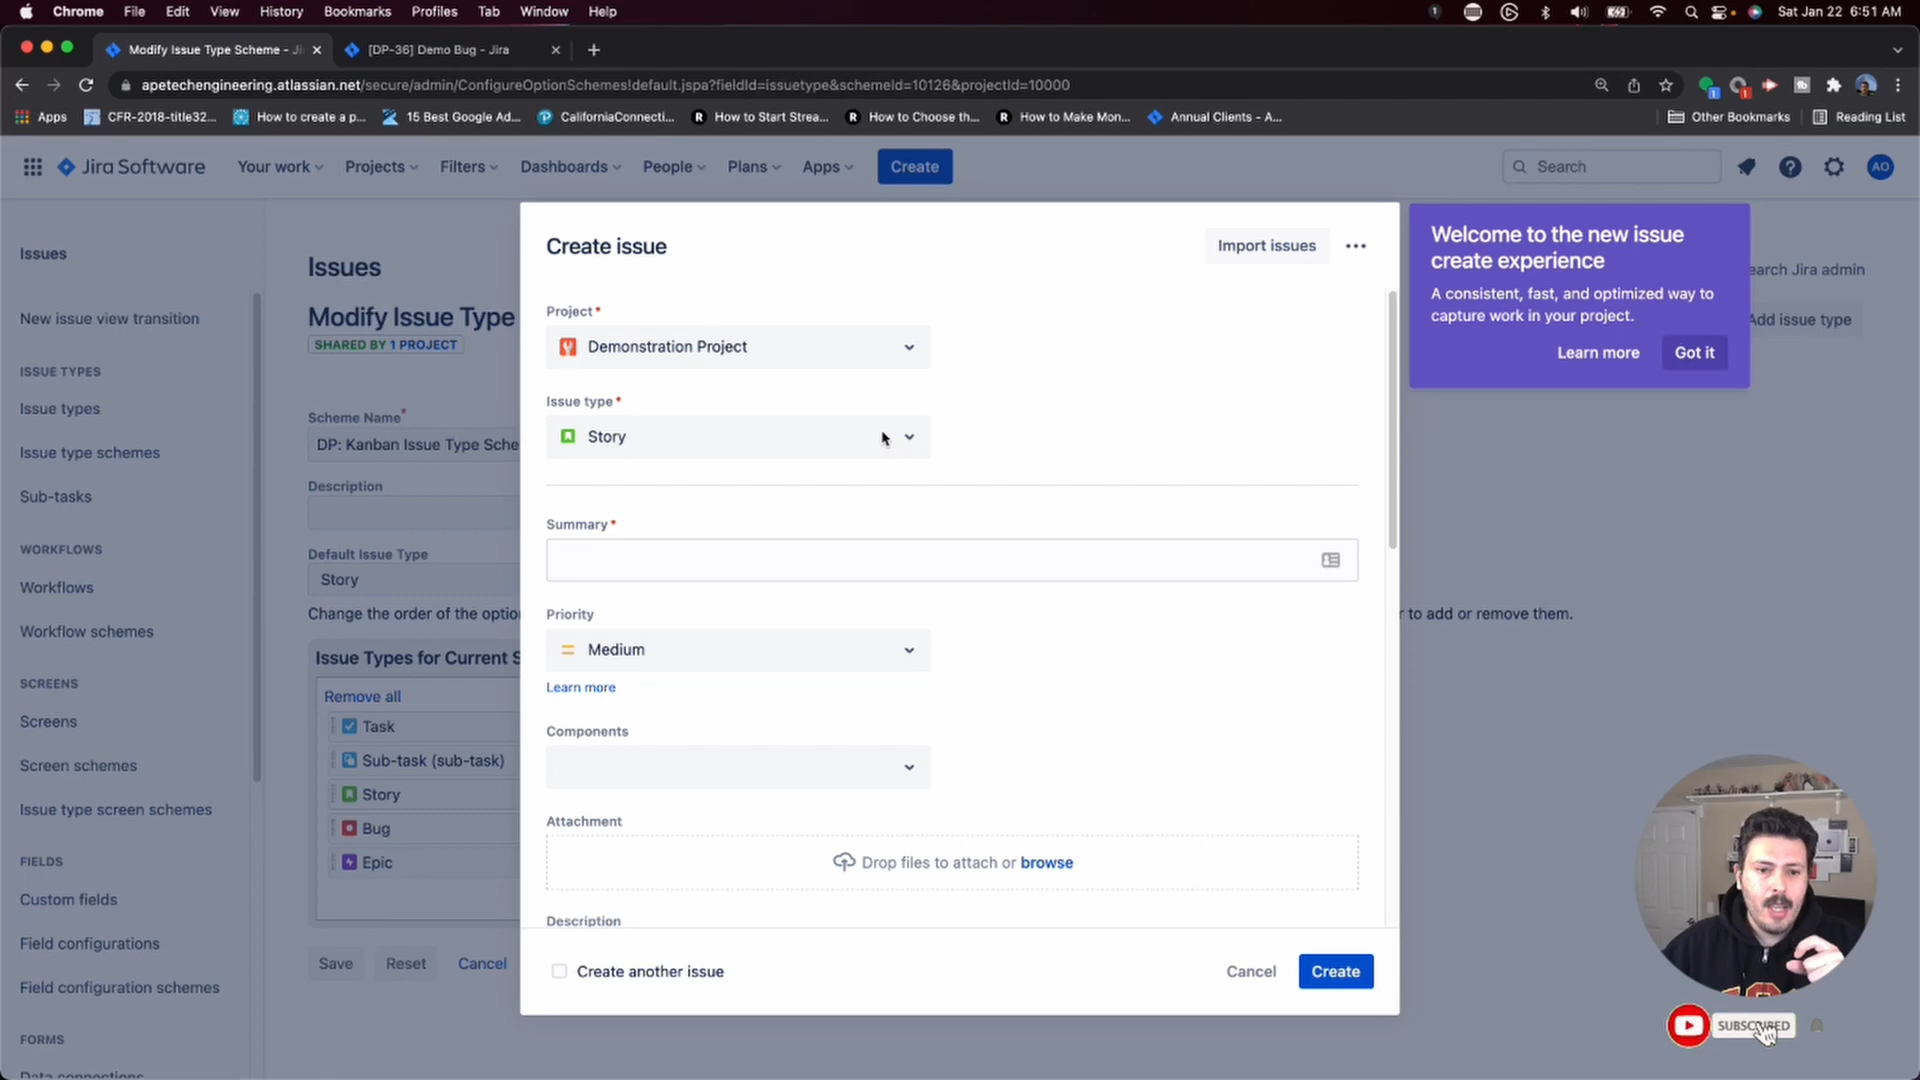 Chrome File Edit View History Bookmarks Profiles Tab Window Help
Sat Jan 22 6:51 AM
Modify Issue Type Scheme - Ji
[DP-36] Demo Bug - Jira
apetechengineering.atlassian.net/secure/admin/ConfigureOptionSchemes!default.jspa?fieldId=issuetype&schemeId=10126&projectId=10000
Apps CFR-2018-title32... How to create a p... 15 Best Google Ad... CaliforniaConnecti... How to Start Strea... How to Choose th... How to Make Mon... Annual Clients - A... Other Bookmarks Reading List
Jira Software Your work Projects Filters Dashboards People Plans Apps Create Search AO
Issues
New issue view transition
ISSUE TYPES
Issue types
Issue type schemes
Sub-tasks
WORKFLOWS
Workflows
Workflow schemes
SCREENS
Screens
Screen schemes
Issue type screen schemes
FIELDS
Custom fields
Field configurations
Field configuration schemes
FORMS
Issues
Modify Issue Type
SHARED BY 1 PROJECT
Scheme Name*
DP: Kanban Issue Type Sche
Description
Default Issue Type
Story
Change the order of the optio
r to add or remove them.
Issue Types for Current S
Remove all
Task
Sub-task (sub-task)
Story
Bug
Epic
Save Reset Cancel
Create issue
Import issues
Project*
Demonstration Project
Issue type*
Story
Summary*
Priority
Medium
Learn more
Components
Attachment
Drop files to attach or browse
Description
Create another issue
Cancel Create
Welcome to the new issue
create experience
A consistent, fast, and optimized way to
capture work in your project.
Learn more Got it
earch Jira admin
Add issue type
SUBSCRIBED